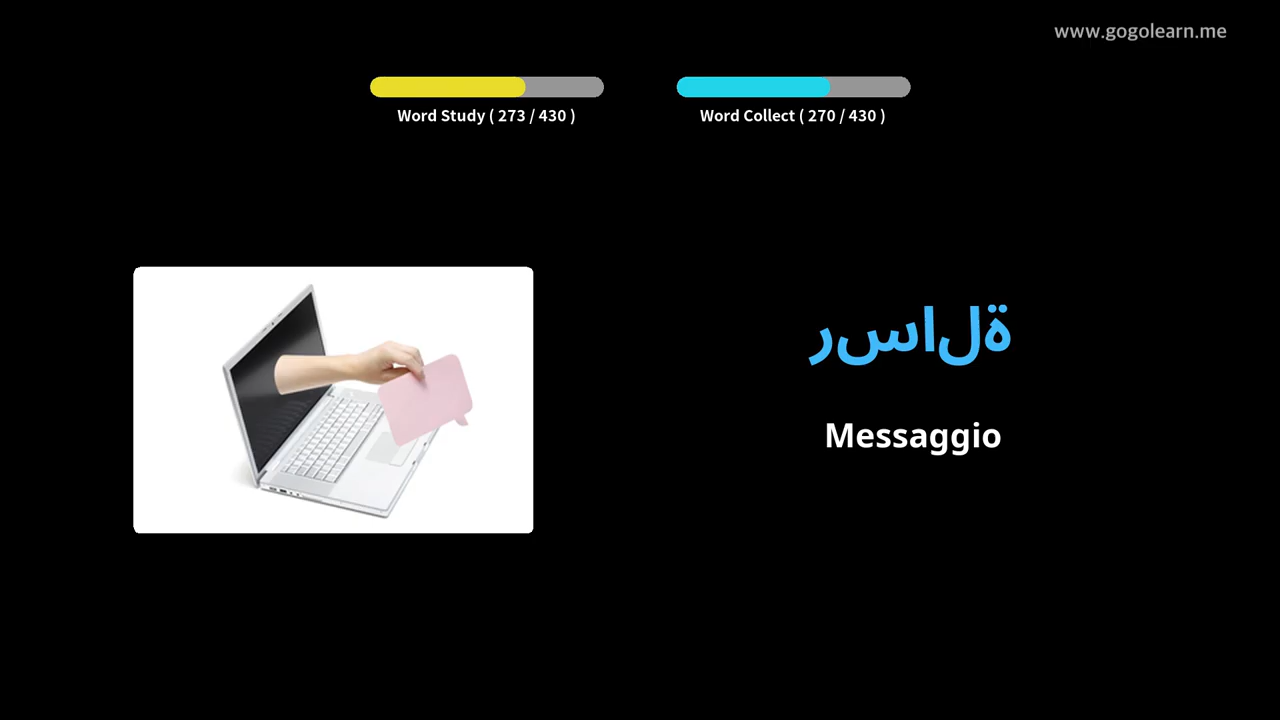 www.gogolearn.me
Word Study ( 273 / 430 )
Word Collect ( 270 / 430 )
رسالة
Messaggio